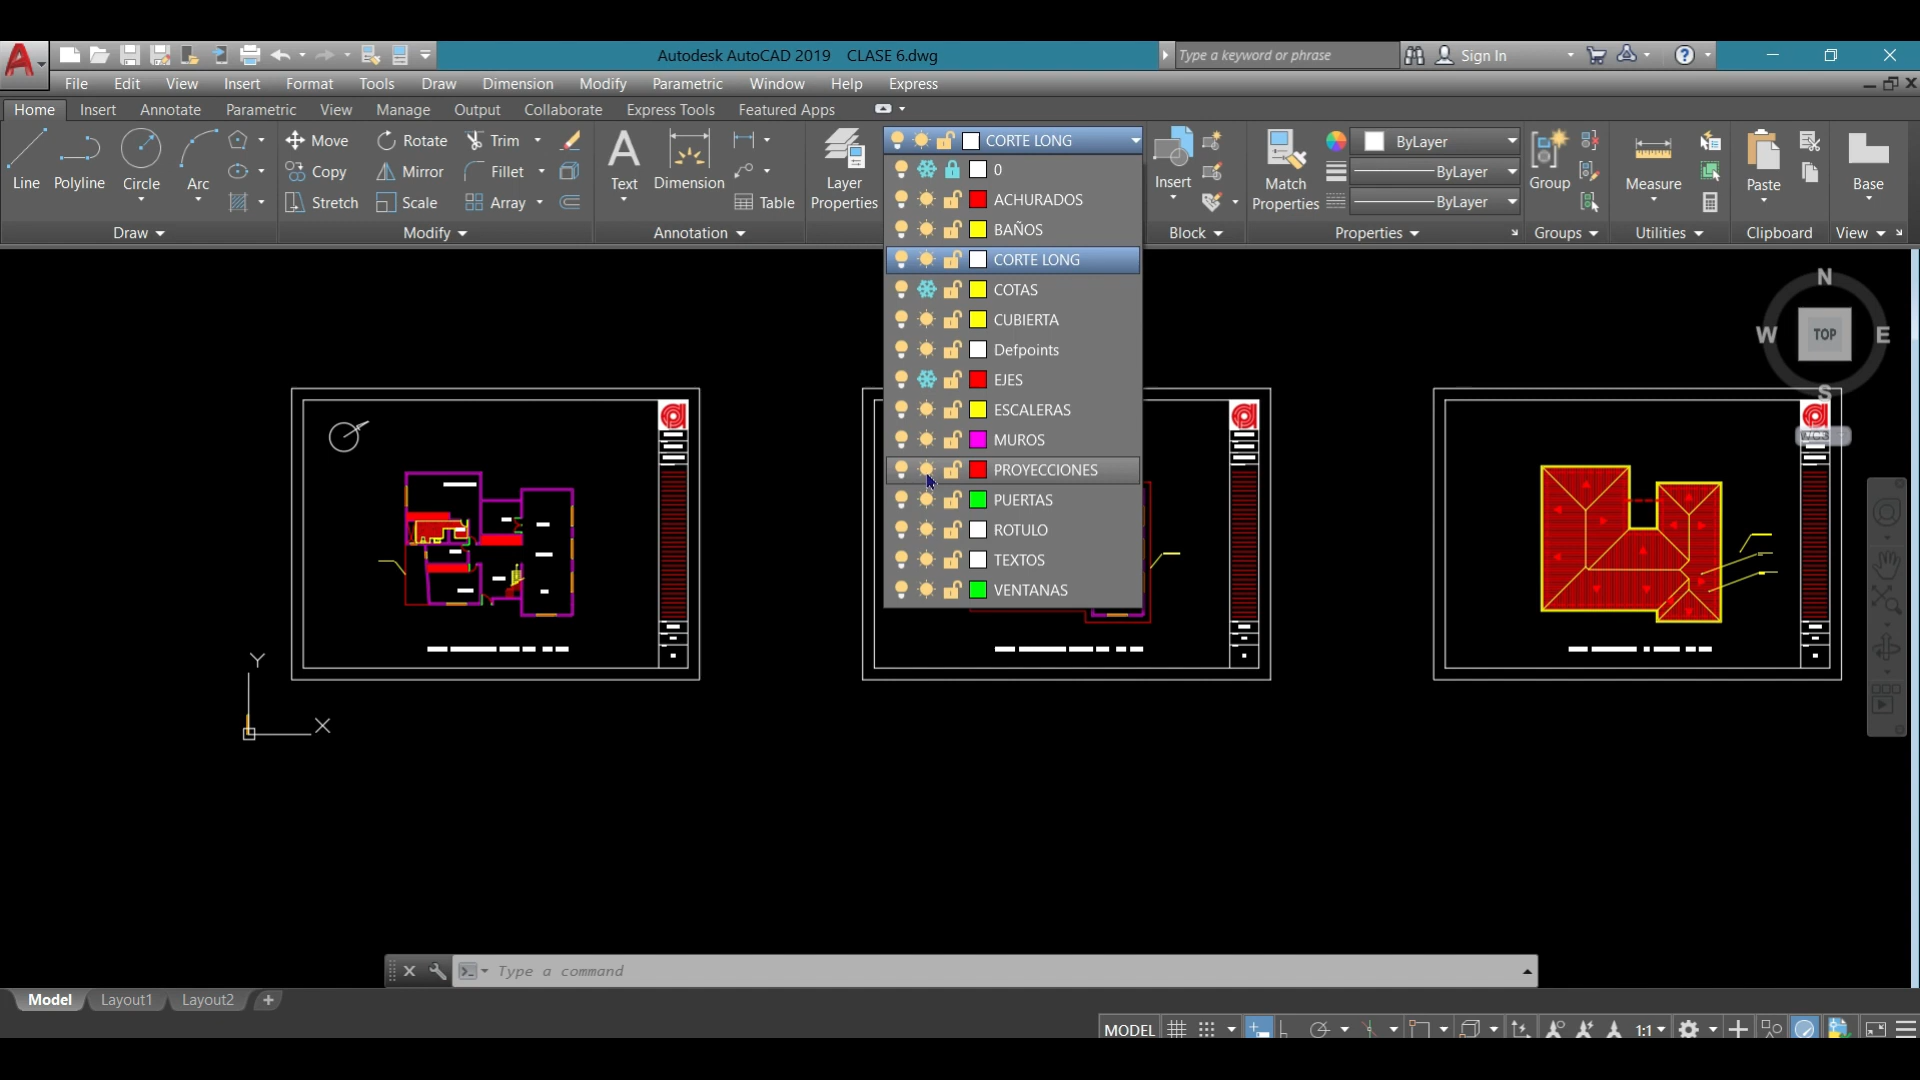 Autodesk AutoCAD 2019 CLASE 6.dwg
Type a keyword or phrase
Sign In
File Edit View Insert Format Tools Draw Dimension Modify Parametric Window Help Express
Home Insert Annotate Parametric View Manage Output Collaborate Express Tools Featured Apps
Line Polyline Circle Arc
Move Rotate Trim
Copy Mirror Fillet
Stretch Scale Array
Text Dimension Table
Layer Properties
CORTE LONG
Insert
Match Properties
ByLayer
ByLayer
ByLayer
Group Measure Paste Base
Draw Modify Annotation Block Properties Groups Utilities Clipboard View
0
ACHURADOS
BAÑOS
CORTE LONG
COTAS
CUBIERTA
Defpoints
EJES
ESCALERAS
MUROS
PROYECCIONES
PUERTAS
ROTULO
TEXTOS
VENTANAS
N
W TOP E
S
WCS
Y
X
Type a command
Model Layout1 Layout2 +
MODEL 1:1